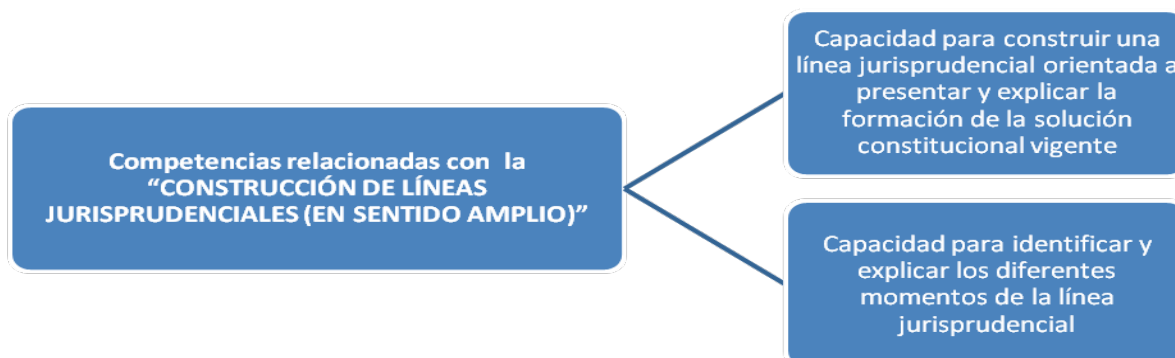 Competencias relacionadas con la
“CONSTRUCCIÓN DE LÍNEAS
JURISPRUDENCIALES (EN SENTIDO AMPLIO)”
Capacidad para construir una
línea jurisprudencial orientada a
presentar y explicar la
formación de la solución
constitucional vigente
Capacidad para identificar y
explicar los diferentes
momentos de la línea
jurisprudencial